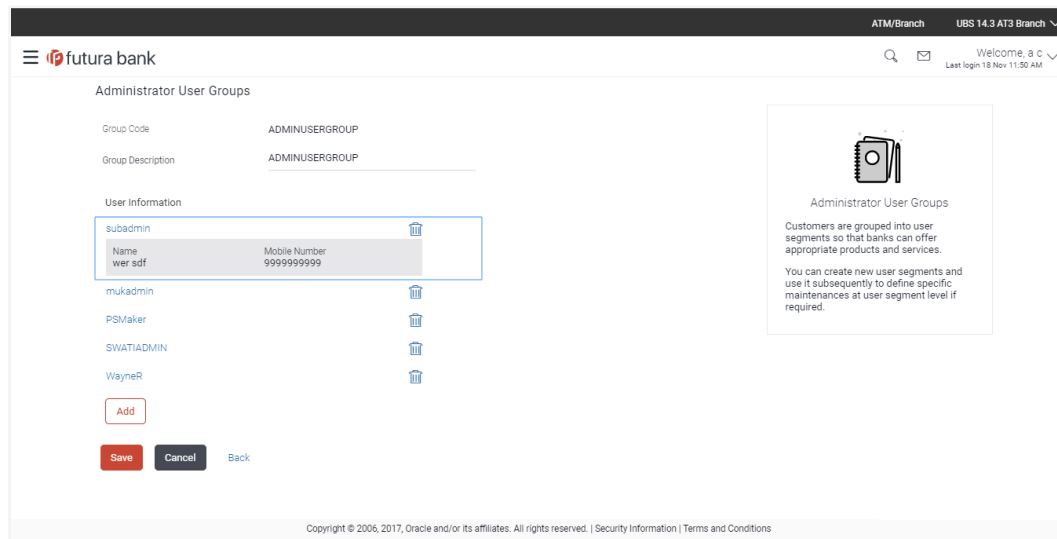 ATM/Branch UBS 14.3 AT3 Branch
futura bank
Welcome, a c
Last login 18 Nov 11:50 AM
Administrator User Groups
Group Code ADMINUSERGROUP
Group Description ADMINUSERGROUP
User Information
subadmin
Name Mobile Number
wer sdf 9999999999
mukadmin
PSMaker
SWATIADMIN
WayneR
Add
Save Cancel Back
Administrator User Groups
Customers are grouped into user
segments so that banks can offer
appropriate products and services.
You can create new user segments and
use it subsequently to define specific
maintenances at user segment level if
required.
Copyright © 2006, 2017, Oracle and/or its affiliates. All rights reserved. | Security Information | Terms and Conditions